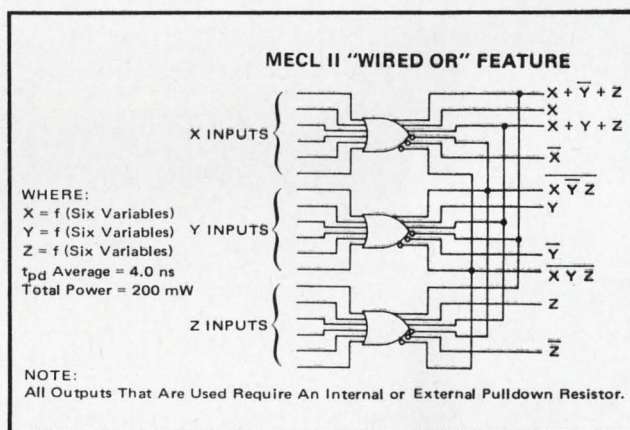 MECL II "WIRED OR" FEATURE
X + Y̅ + Z
X
X INPUTS
X + Y + Z
X̅
WHERE:
X = f (Six Variables)
Y = f (Six Variables)
Z = f (Six Variables)
tpd Average = 4.0 ns
Total Power = 200 mW
X̅ Y̅ Z̅
Y INPUTS
Y
Y̅
X̅ Y̅ Z̅
Z INPUTS
Z
Z̅
NOTE:
All Outputs That Are Used Require An Internal or External Pulldown Resistor.